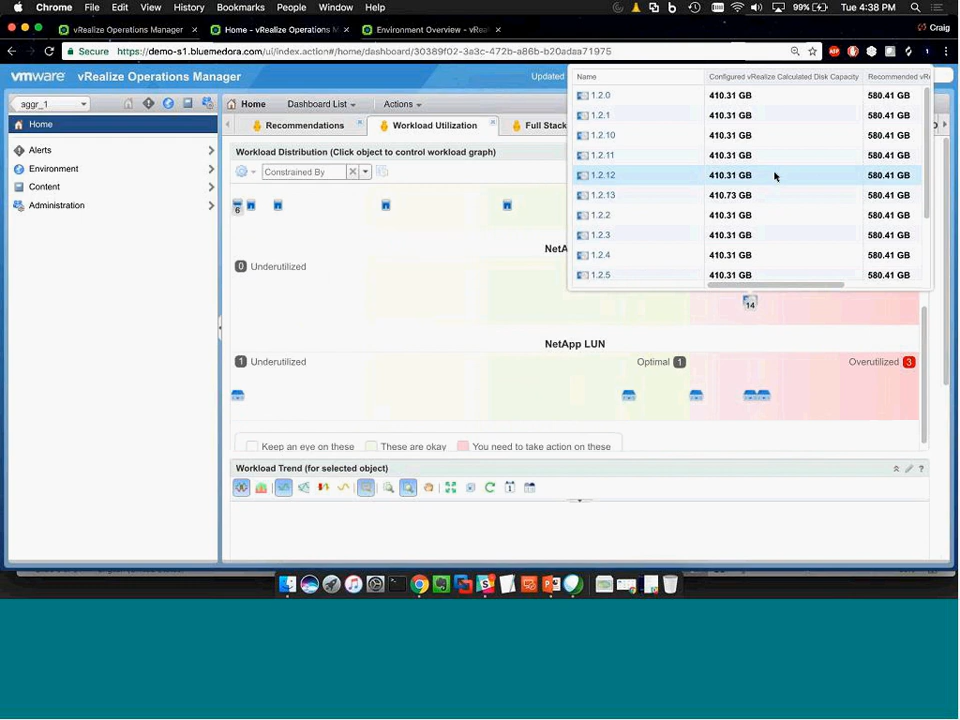 Chrome File Edit View History Bookmarks People Window Help 99% Tue 4:38 PM
vRealize Operations Manager Home - vRealize Operations M Environment Overview - vRea Craig
Secure https://demo-s1.bluemedora.com/ui/index.action#/home/dashboard/30389f02-3a3c-472b-a86b-b20adaa71975
vmware vRealize Operations Manager Updated
aggr_1 Home Dashboard List Actions
Home
Recommendations Workload Utilization Full Stack
Alerts
Environment
Content
Administration
Workload Distribution (Click object to control workload graph)
Constrained By
6
Name Configured vRealize Calculated Disk Capacity Recommended vRe
1.2.0 410.31 GB 580.41 GB
1.2.1 410.31 GB 580.41 GB
1.2.10 410.31 GB 580.41 GB
1.2.11 410.31 GB 580.41 GB
1.2.12 410.31 GB 580.41 GB
1.2.13 410.73 GB 580.41 GB
1.2.2 410.31 GB 580.41 GB
1.2.3 410.31 GB 580.41 GB
1.2.4 410.31 GB 580.41 GB
1.2.5 410.31 GB 580.41 GB
NetA
0 Underutilized
14
NetApp LUN
1 Underutilized Optimal 1 Overutilized 3
Keep an eye on these These are okay You need to take action on these
Workload Trend (for selected object)